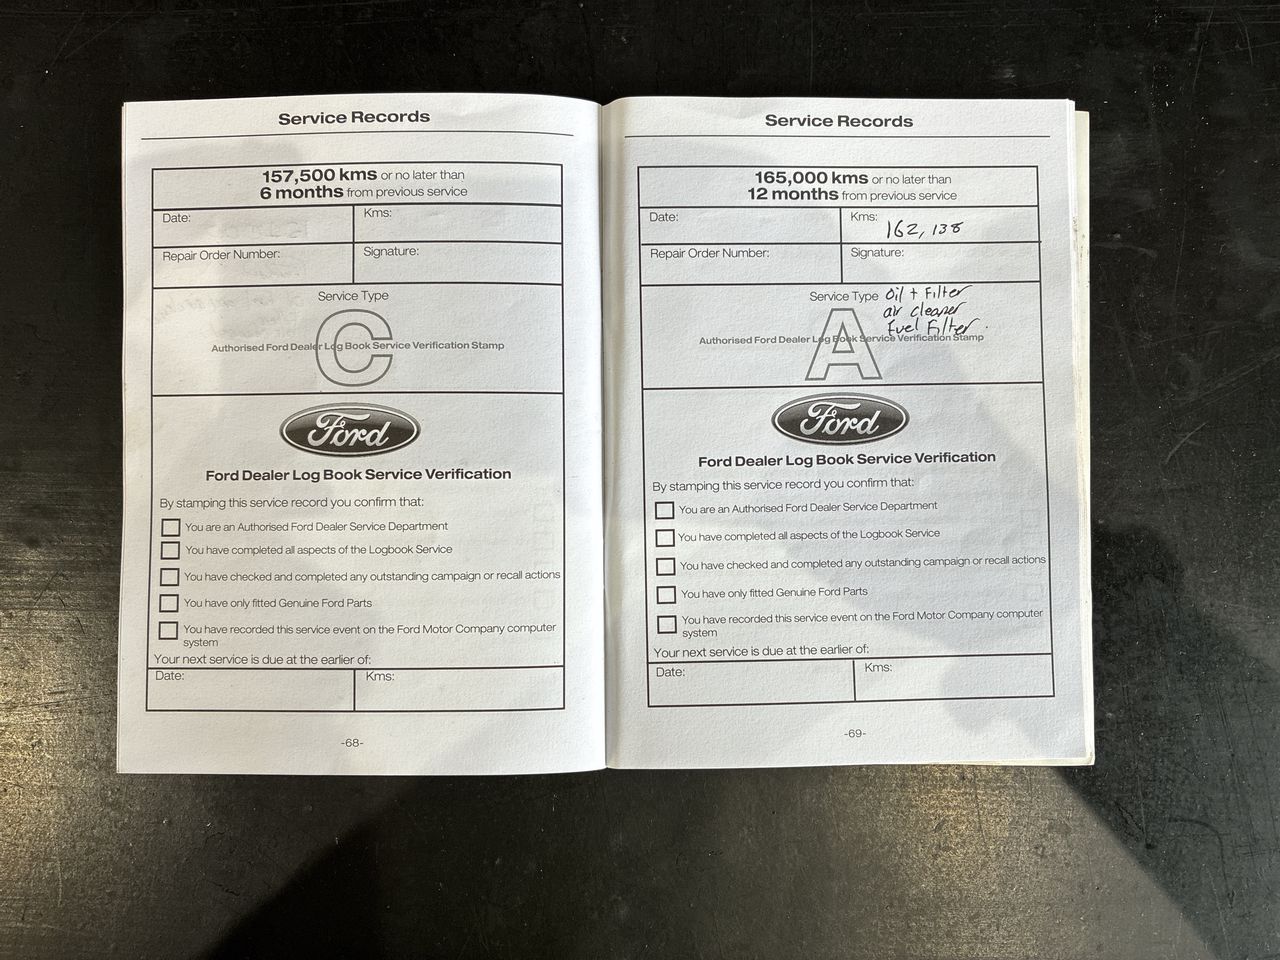 Service Records
157,500 kms or no later than
6 months from previous service
Date:
Kms:
Repair Order Number:
Signature:
Service Type
C
Authorised Ford Dealer Log Book Service Verification Stamp
Ford
Ford Dealer Log Book Service Verification
By stamping this service record you confirm that:
You are an Authorised Ford Dealer Service Department
You have completed all aspects of the Logbook Service
You have checked and completed any outstanding campaign or recall actions
You have only fitted Genuine Ford Parts
You have recorded this service event on the Ford Motor Company computer
system
Your next service is due at the earlier of:
Date:
Kms:
-68-
Service Records
165,000 kms or no later than
12 months from previous service
Date:
Kms:
162,138
Repair Order Number:
Signature:
Service Type Oil + Filter
air cleaner
Fuel Filter.
A
Authorised Ford Dealer Log Book Service Verification Stamp
Ford
Ford Dealer Log Book Service Verification
By stamping this service record you confirm that:
You are an Authorised Ford Dealer Service Department
You have completed all aspects of the Logbook Service
You have checked and completed any outstanding campaign or recall actions
You have only fitted Genuine Ford Parts
You have recorded this service event on the Ford Motor Company computer
system
Your next service is due at the earlier of:
Date:
Kms:
-69-